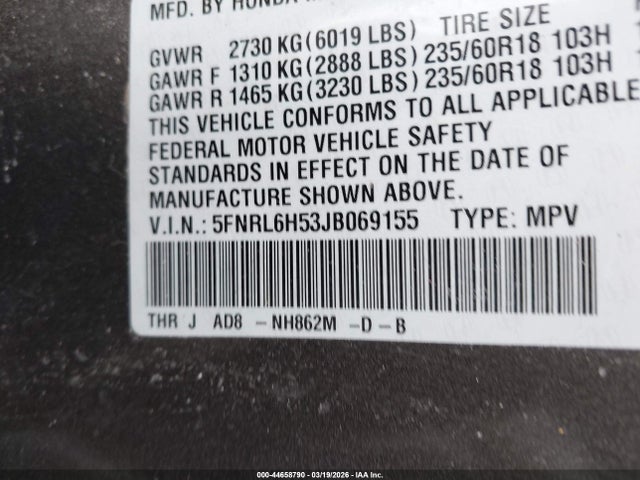 MFD. BY HONDA
TIRE SIZE
GVWR 2730 KG (6019 LBS)
GAWR F 1310 KG (2888 LBS) 235/60R18 103H
GAWR R 1465 KG (3230 LBS) 235/60R18 103H
THIS VEHICLE CONFORMS TO ALL APPLICABLE
FEDERAL MOTOR VEHICLE SAFETY
STANDARDS IN EFFECT ON THE DATE OF
MANUFACTURE SHOWN ABOVE.
V.I.N.: 5FNRL6H53JB069155 TYPE: MPV
THR J AD8 - NH862M - D - B
000-44658790 - 03/19/2026 - IAA Inc.